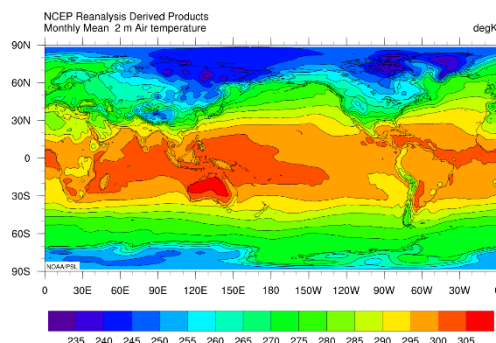 NCEP Reanalysis Derived Products
Monthly Mean 2 m Air temperature
degK
90N
60N
30N
0
30S
60S
90S
NOAA/PSL
0 30E 60E 90E 120E 150E 180 150W 120W 90W 60W 30W
235 240 245 250 255 260 265 270 275 280 285 290 295 300 305